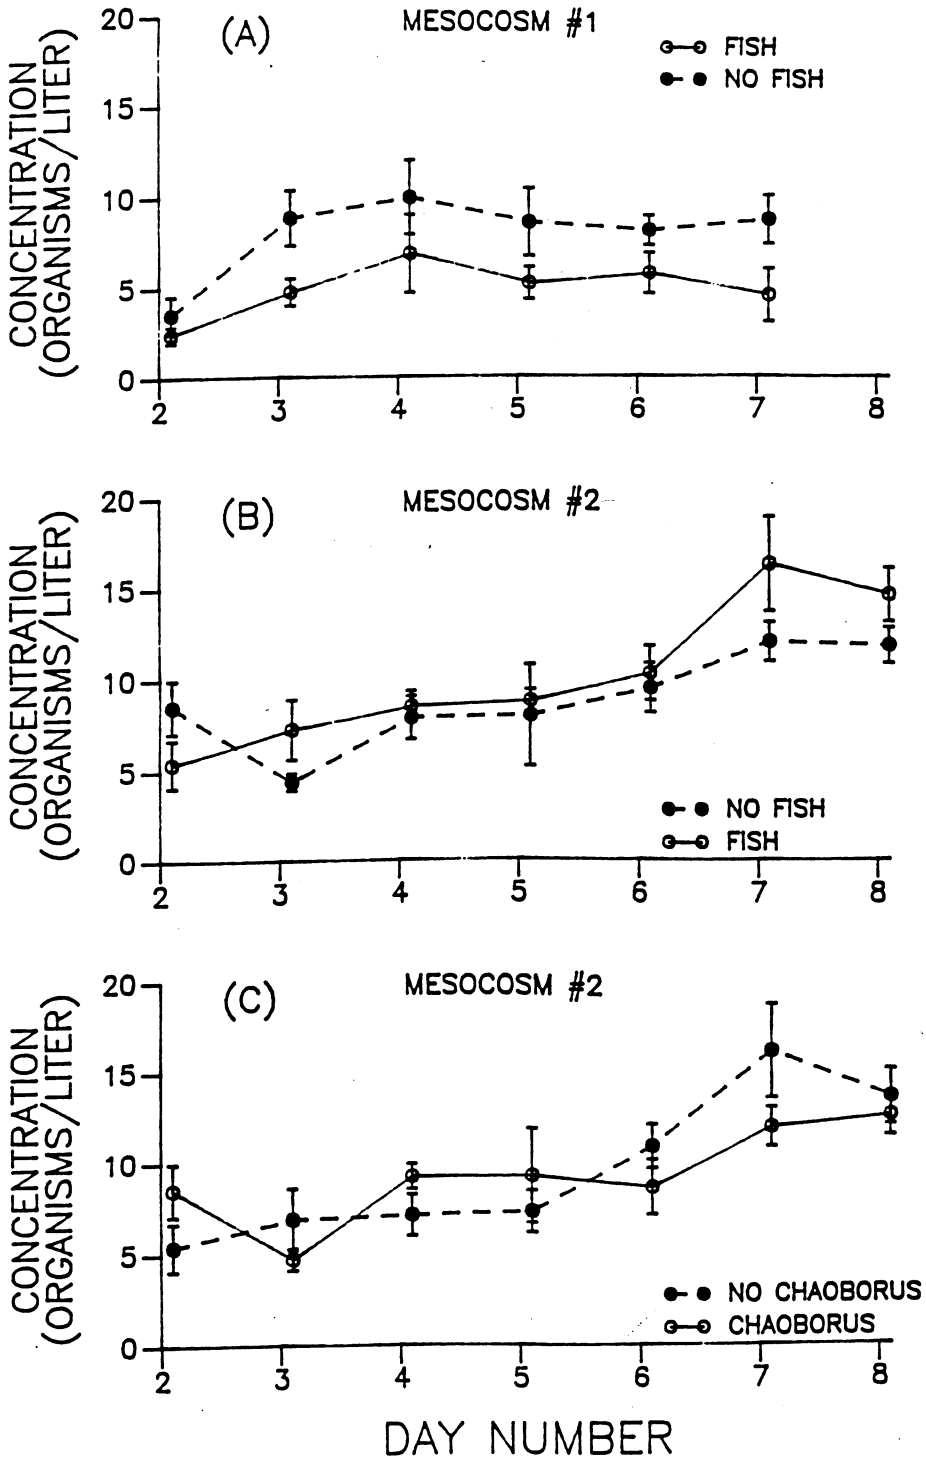 MESOCOSM #1
(A)
FISH
NO FISH
CONCENTRATION
(ORGANISMS/LITER)
20
15
10
5
0
2 3 4 5 6 7 8
MESOCOSM #2
(B)
NO FISH
FISH
CONCENTRATION
(ORGANISMS/LITER)
20
15
10
5
0
2 3 4 5 6 7 8
MESOCOSM #2
(C)
NO CHAOBORUS
CHAOBORUS
CONCENTRATION
(ORGANISMS/LITER)
20
15
10
5
0
2 3 4 5 6 7 8
DAY NUMBER